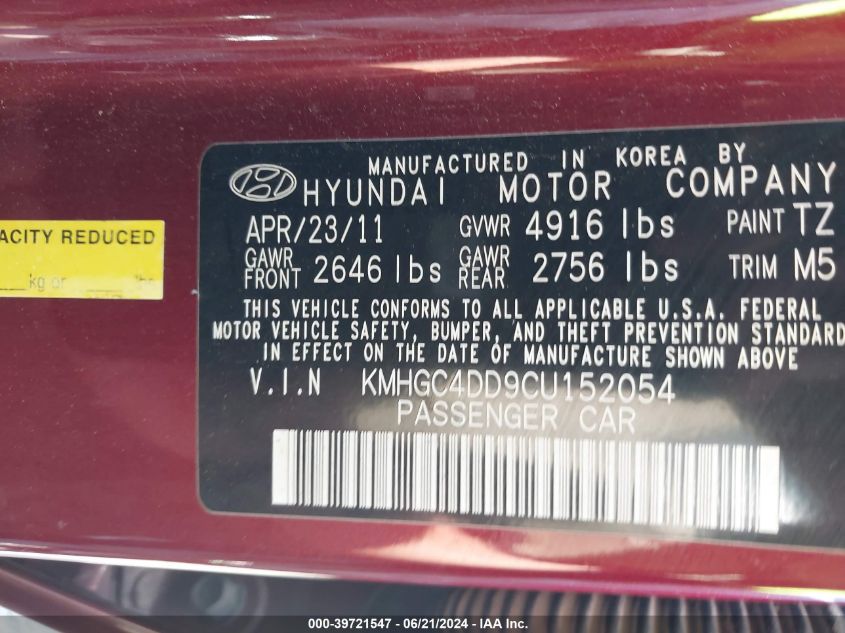 MANUFACTURED IN KOREA BY
HYUNDAI MOTOR COMPANY
APR/23/11 GVWR 4916 lbs PAINT TZ
GAWR FRONT 2646 lbs GAWR REAR 2756 lbs TRIM M5
THIS VEHICLE CONFORMS TO ALL APPLICABLE U.S.A. FEDERAL
MOTOR VEHICLE SAFETY, BUMPER, AND THEFT PREVENTION STANDARD
IN EFFECT ON THE DATE OF MANUFACTURE SHOWN ABOVE
V.I.N KMHGC4DD9CU152054
PASSENGER CAR
ACITY REDUCED
kg or
000-39721547 - 06/21/2024 - IAA Inc.